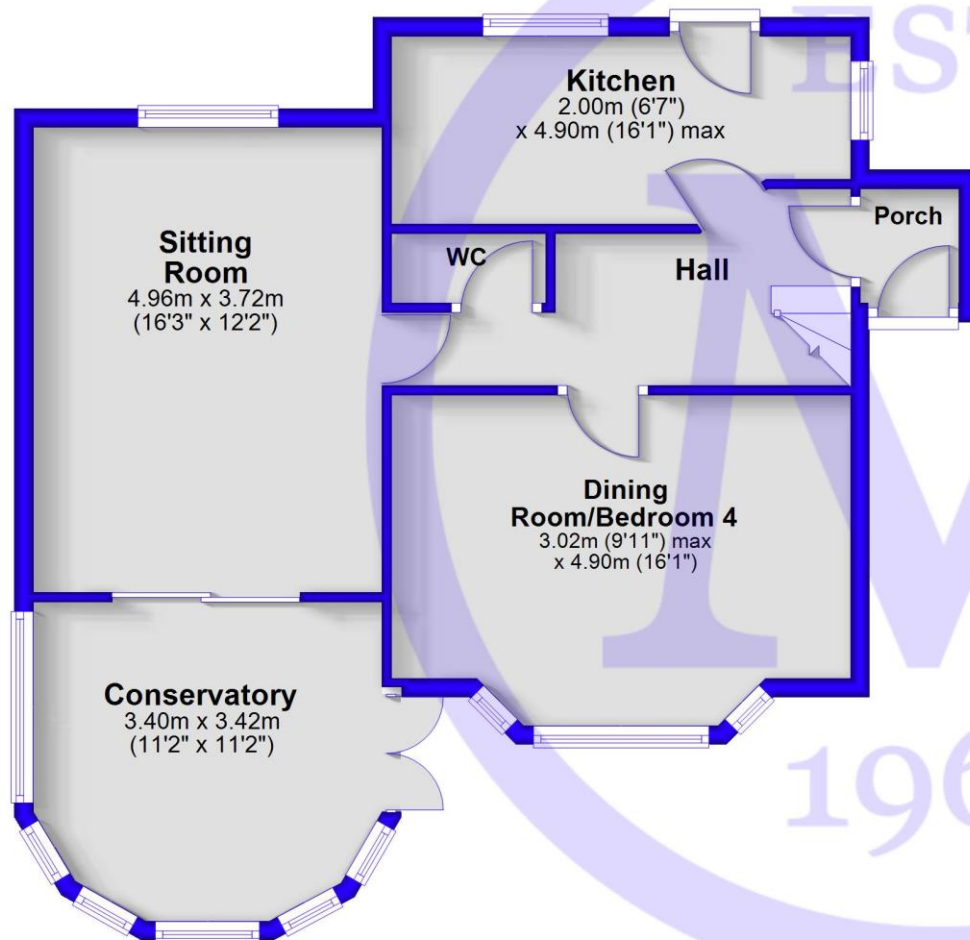 EST
Kitchen
2.00m (6'7")
x 4.90m (16'1") max
Porch
Sitting
Room
4.96m x 3.72m
(16'3" x 12'2")
WC
Hall
Dining
Room/Bedroom 4
3.02m (9'11") max
x 4.90m (16'1")
Conservatory
3.40m x 3.42m
(11'2" x 11'2")
M
196